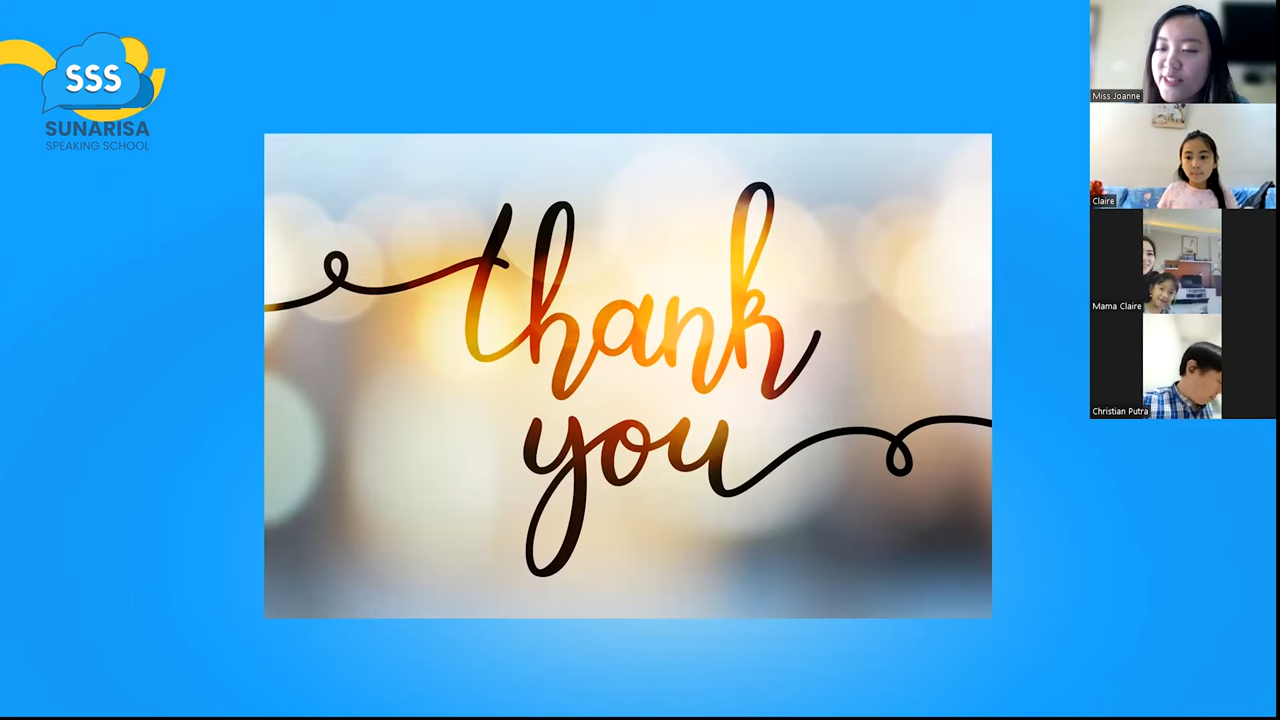 SSS
SUNARISA
SPEAKING SCHOOL
thank
you
Miss Joanne
Claire
Mama Claire
Christian Putra